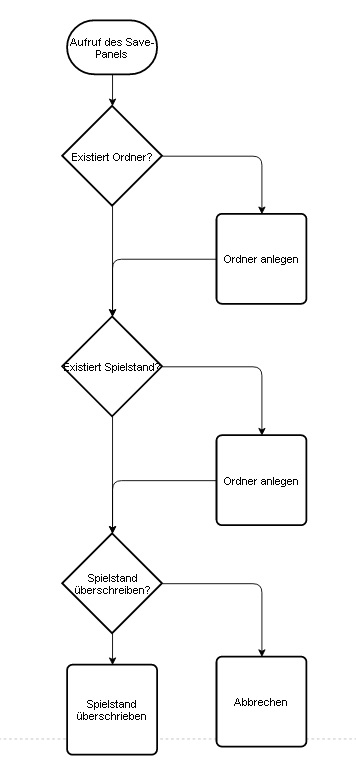 Aufruf des Save-
Panels
Existiert Ordner?
Ordner anlegen
Existiert Spielstand?
Ordner anlegen
Spielstand
überschreiben?
Spielstand
überschrieben
Abbrechen